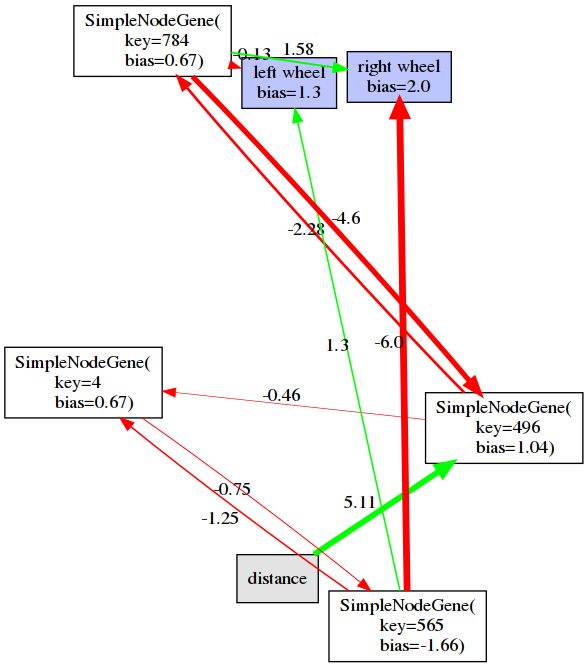 SimpleNodeGene(
key=784
bias=0.67)
-0.13
1.58
left wheel
bias=1.3
right wheel
bias=2.0
-4.6
-2.28
1.3
-6.0
SimpleNodeGene(
key=4
bias=0.67)
-0.46
SimpleNodeGene(
key=496
bias=1.04)
-0.75
5.11
-1.25
distance
SimpleNodeGene(
key=565
bias=-1.66)